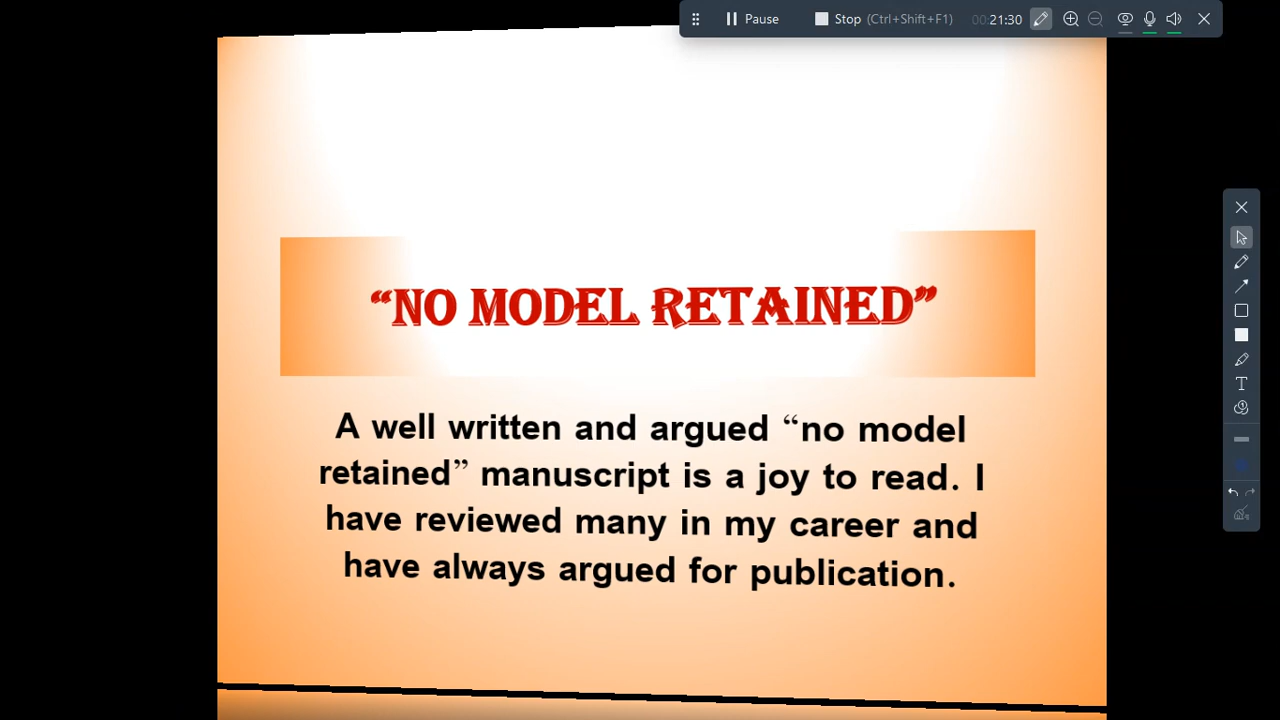 Pause Stop (Ctrl+Shift+F1) 00:21:30
“NO MODEL RETAINED”
A well written and argued “no model
retained” manuscript is a joy to read. I
have reviewed many in my career and
have always argued for publication.
T